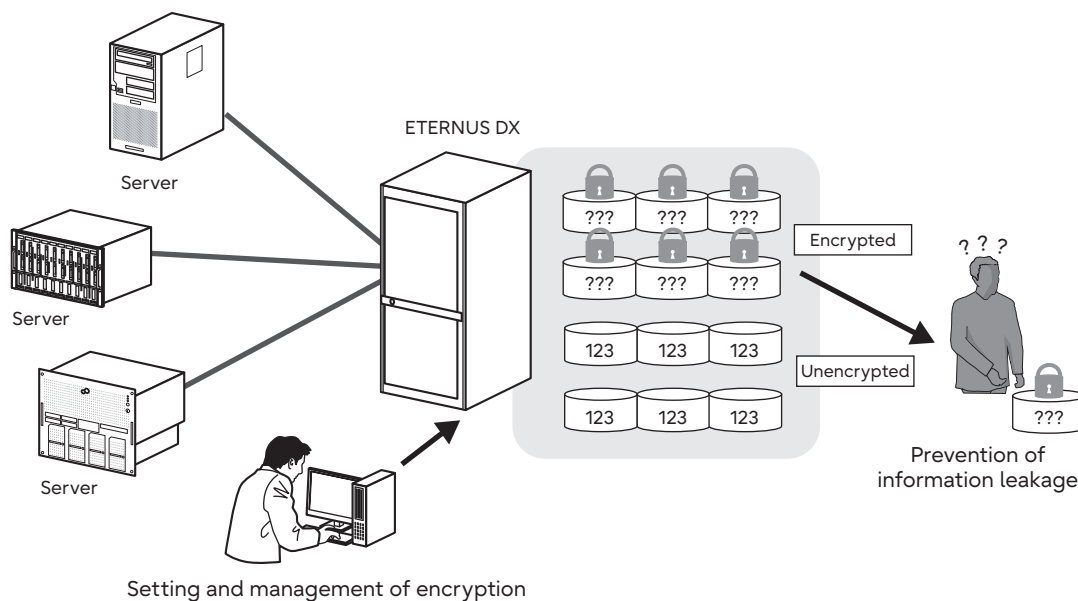 ETERNUS DX
Server
Server
Server
??? ??? ???
??? ??? ???
123 123 123
123 123 123
Encrypted
Unencrypted
? ? ?
???
Prevention of
information leakage
Setting and management of encryption